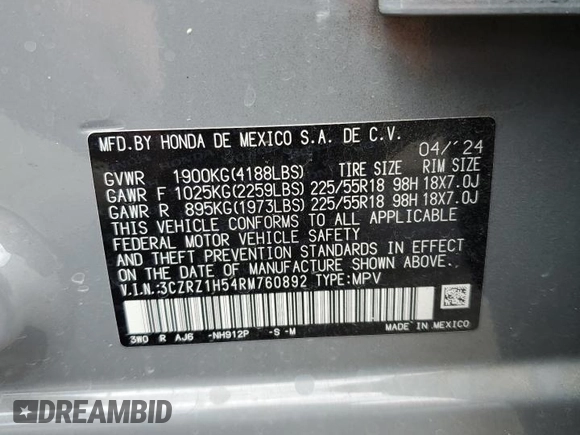 MFD.BY HONDA DE MEXICO S.A. DE C.V. 04/´24
GVWR 1900KG(4188LBS) TIRE SIZE RIM SIZE
GAWR F 1025KG(2259LBS) 225/55R18 98H 18X7.0J
GAWR R 895KG(1973LBS) 225/55R18 98H 18X7.0J
THIS VEHICLE CONFORMS TO ALL APPLICABLE
FEDERAL MOTOR VEHICLE SAFETY
AND THEFT PREVENTION STANDARDS IN EFFECT
ON THE DATE OF MANUFACTURE SHOWN ABOVE.
V.I.N.:3CZRZ1H54RM760892 TYPE:MPV
3W0 R AJ6 -NH912P -S -M MADE IN MEXICO
DREAMBID